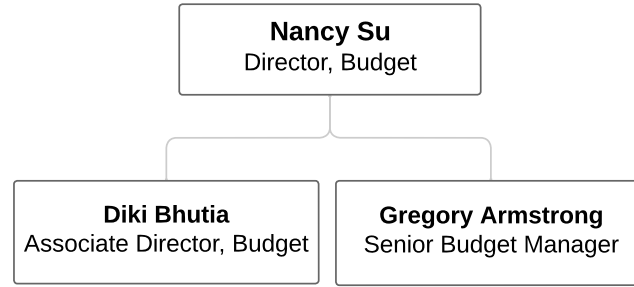 Nancy Su
Director, Budget
Diki Bhutia
Associate Director, Budget
Gregory Armstrong
Senior Budget Manager